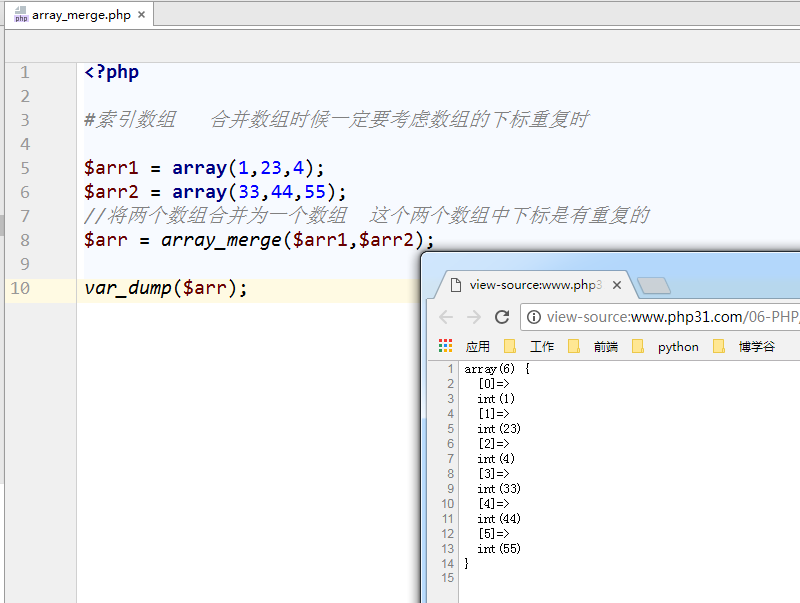 array_merge.php ×
1 <?php
2
3 #索引数组 合并数组时候一定要考虑数组的下标重复时
4
5 $arr1 = array(1,23,4);
6 $arr2 = array(33,44,55);
7 //将两个数组合并为一个数组 这个两个数组中下标是有重复的
8 $arr = array_merge($arr1,$arr2);
9
10 var_dump($arr);
view-source:www.php3 ×
view-source:www.php31.com/06-PHP/
应用 工作 前端 python 博学谷
1 array(6) {
2 [0]=>
3 int(1)
4 [1]=>
5 int(23)
6 [2]=>
7 int(4)
8 [3]=>
9 int(33)
10 [4]=>
11 int(44)
12 [5]=>
13 int(55)
14 }
15